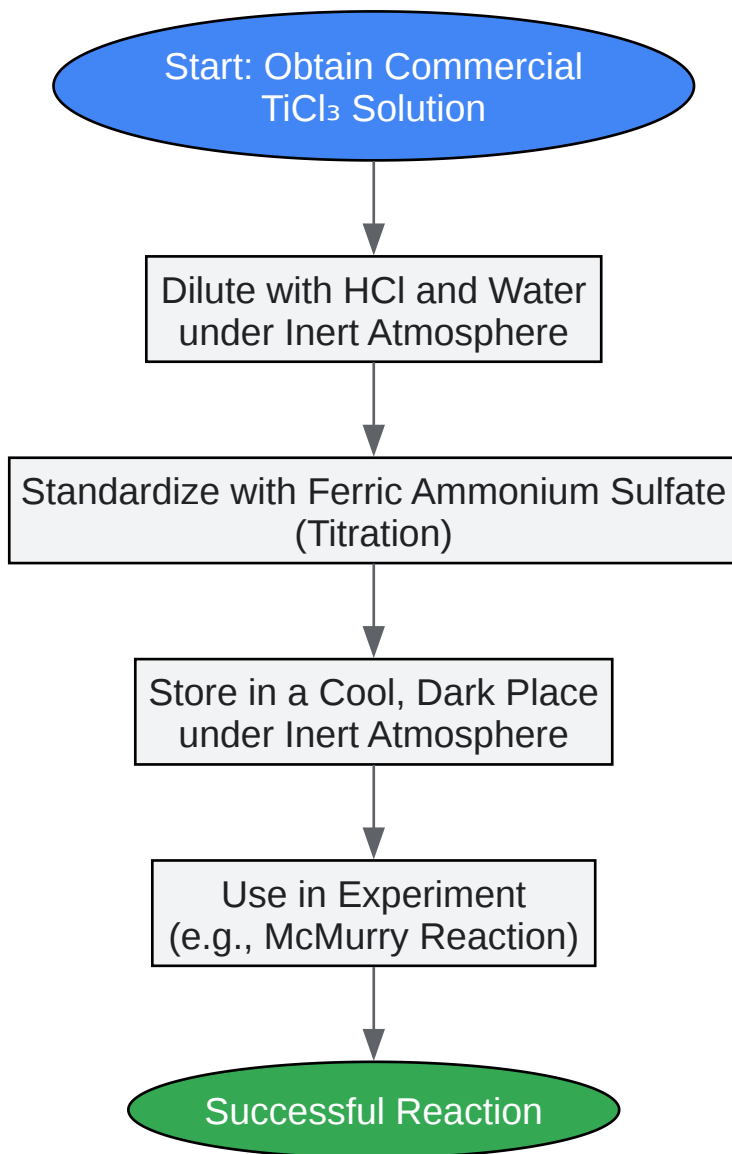 Start: Obtain Commercial
TiCl₃ Solution
Dilute with HCl and Water
under Inert Atmosphere
Standardize with Ferric Ammonium Sulfate
(Titration)
Store in a Cool, Dark Place
under Inert Atmosphere
Use in Experiment
(e.g., McMurry Reaction)
Successful Reaction